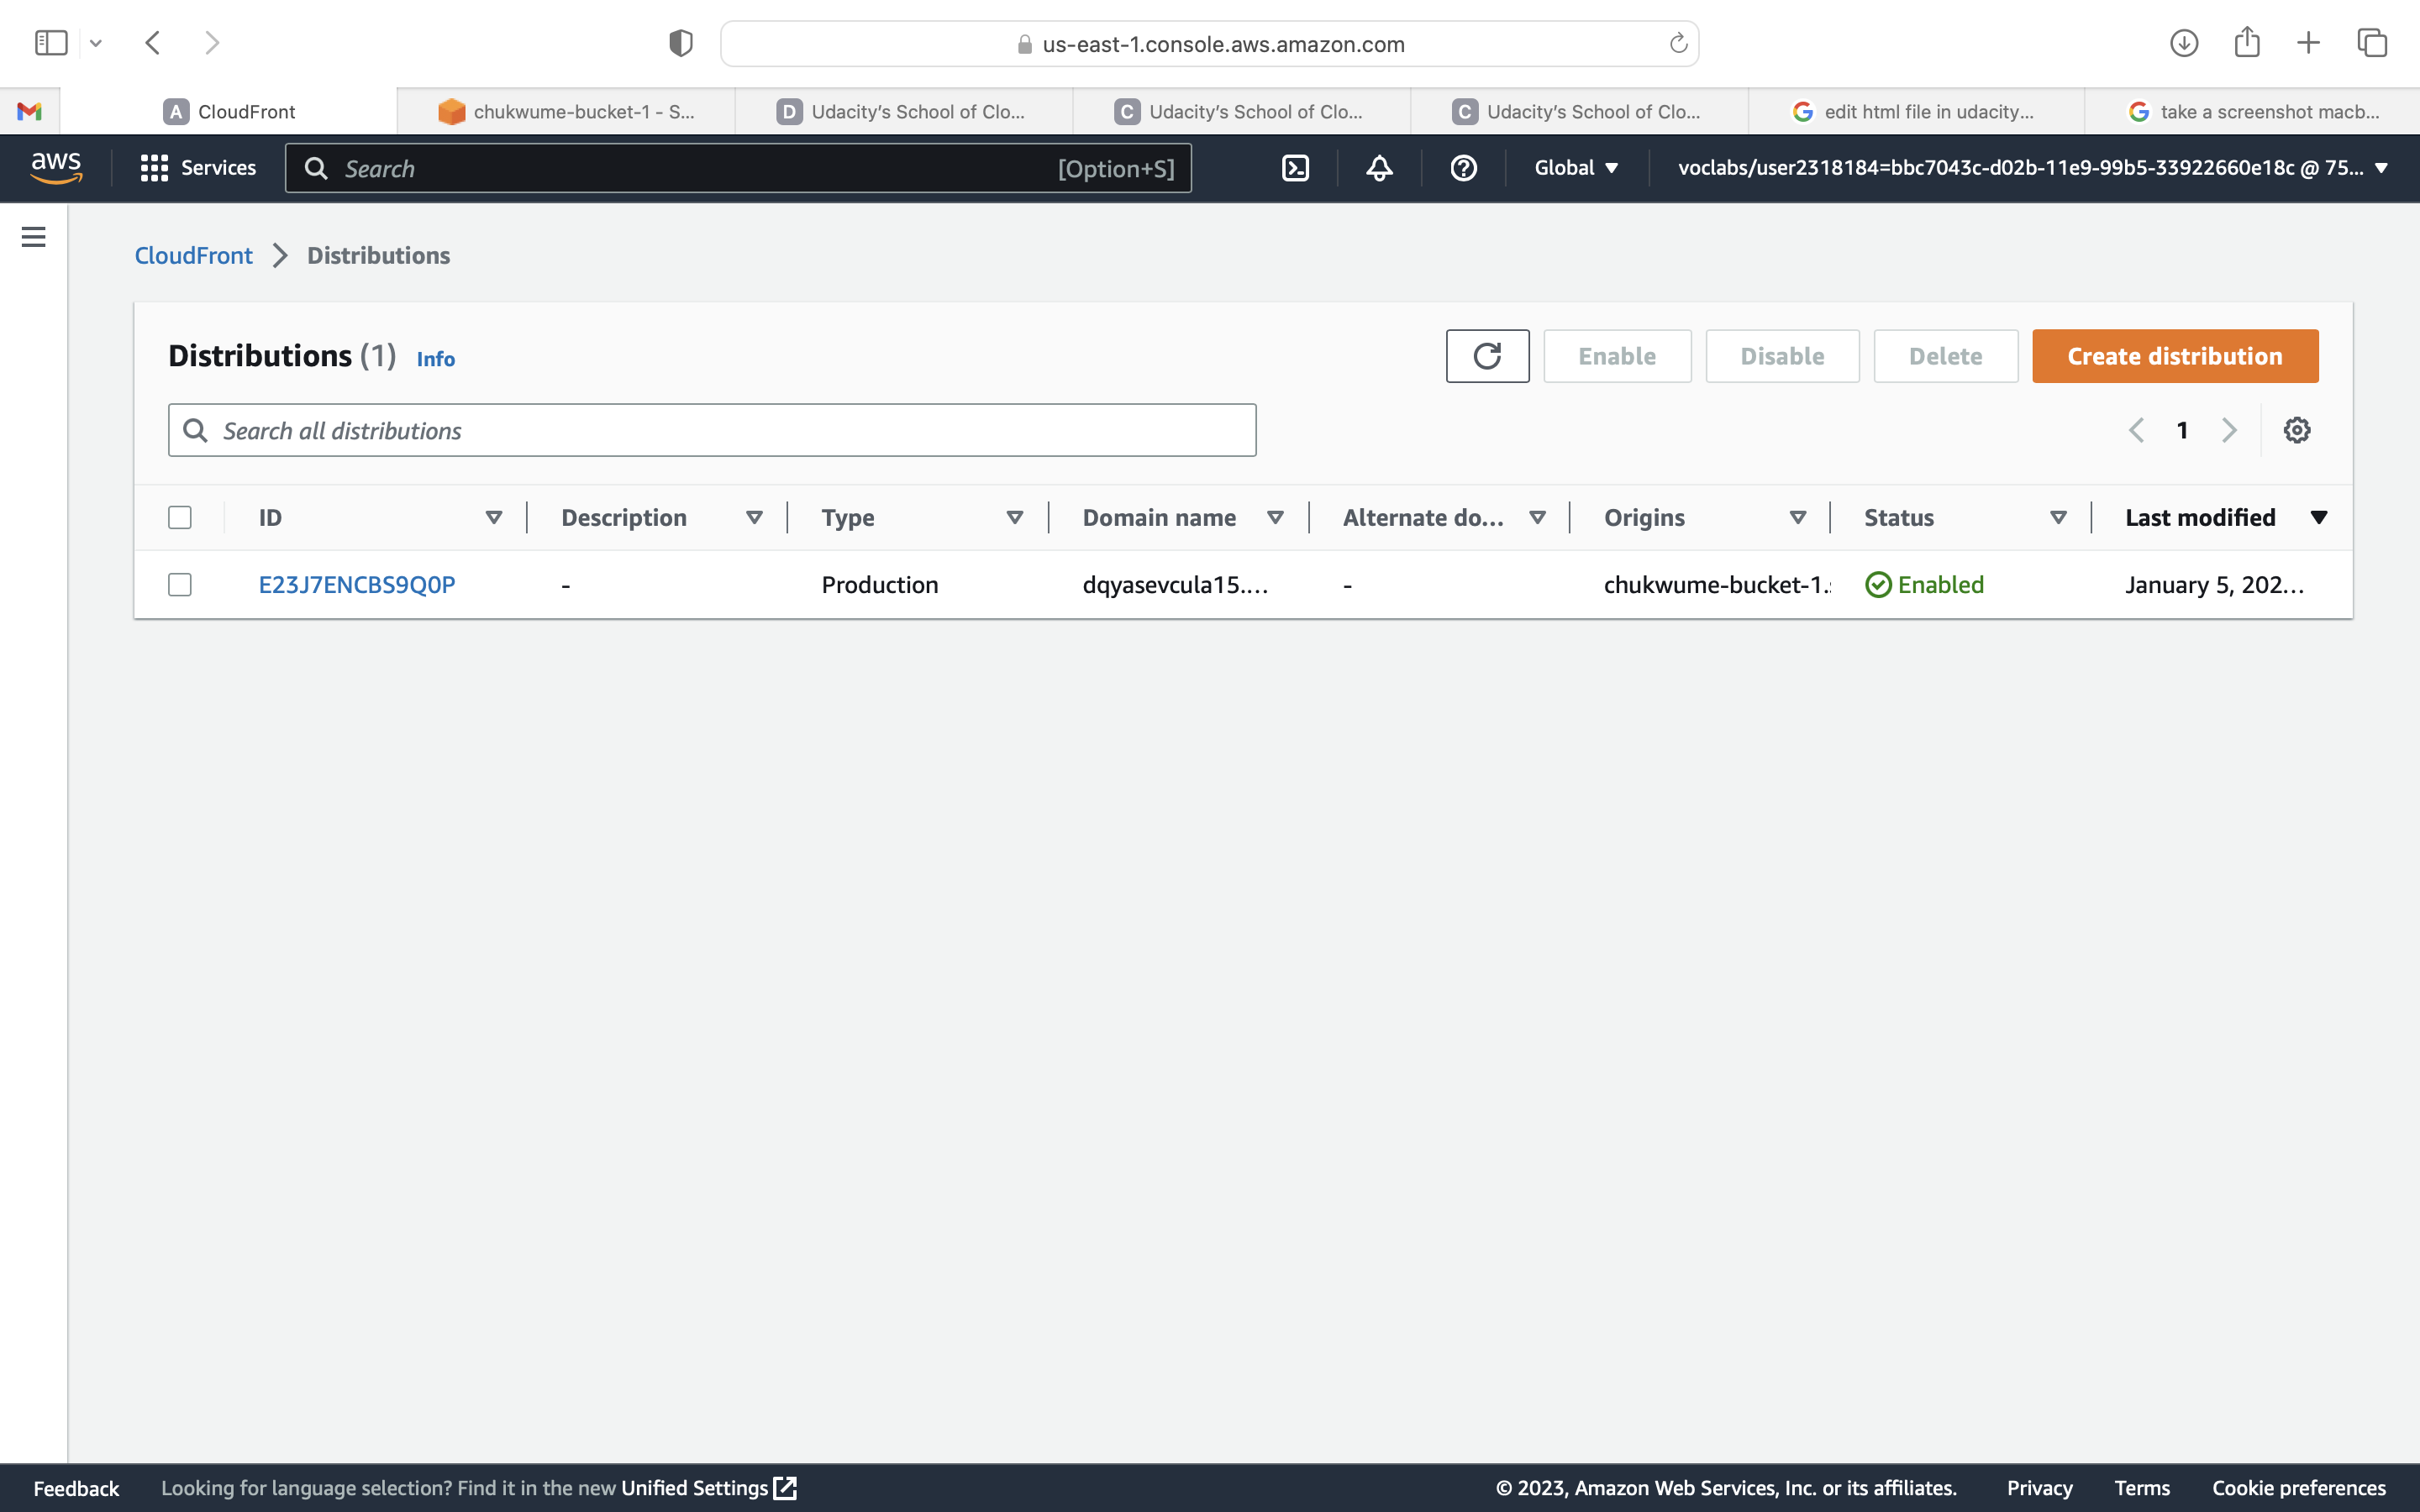 us-east-1.console.aws.amazon.com
A CloudFront
chukwume-bucket-1 - S...
D Udacity's School of Clo...
C Udacity's School of Clo...
C Udacity's School of Clo...
edit html file in udacity...
take a screenshot macb...
aws
Services
Search [Option+S]
Global
voclabs/user2318184=bbc7043c-d02b-11e9-99b5-33922660e18c @ 75...
CloudFront > Distributions
Distributions (1) Info
Enable
Disable
Delete
Create distribution
Search all distributions
1
ID Description Type Domain name Alternate do... Origins Status Last modified
E23J7ENCBS9Q0P - Production dqyasevcula15.... - chukwume-bucket-1.: Enabled January 5, 202...
Feedback
Looking for language selection? Find it in the new Unified Settings
© 2023, Amazon Web Services, Inc. or its affiliates.
Privacy
Terms
Cookie preferences